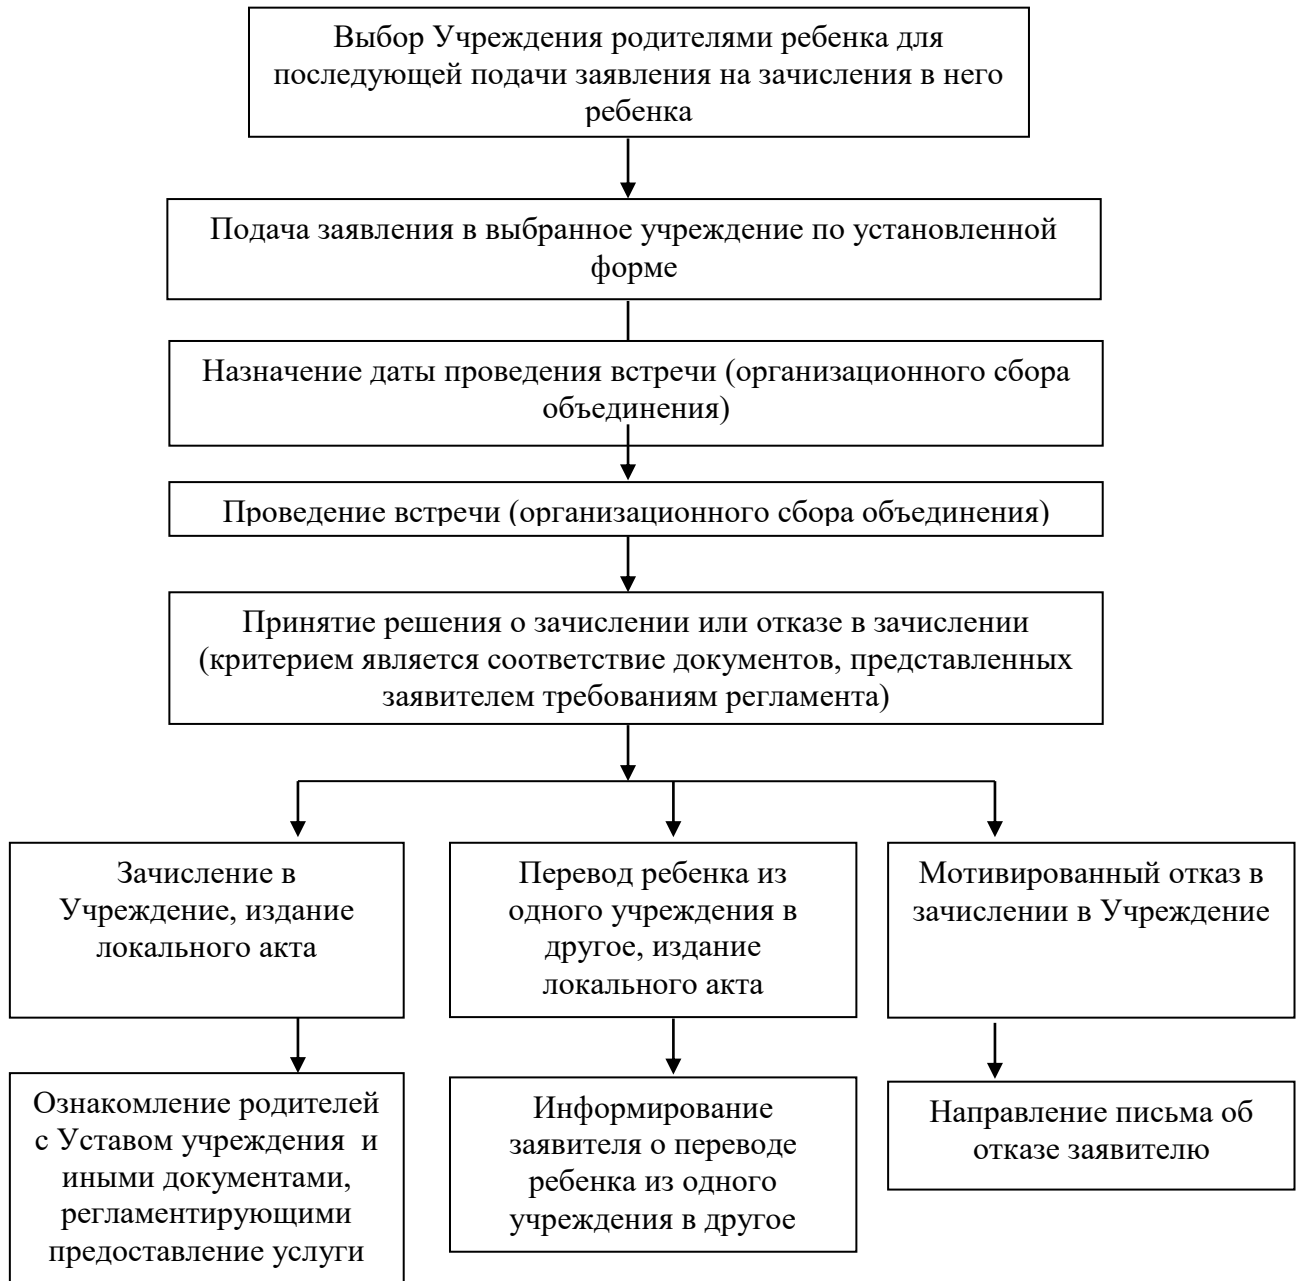 Выбор Учреждения родителями ребенка для
последующей подачи заявления на зачисления в него
ребенка
Подача заявления в выбранное учреждение по установленной
форме
Назначение даты проведения встречи (организационного сбора
объединения)
Проведение встречи (организационного сбора объединения)
Принятие решения о зачислении или отказе в зачислении
(критерием является соответствие документов, представленных
заявителем требованиям регламента)
Зачисление в
Учреждение, издание
локального акта
Перевод ребенка из
одного учреждения в
другое, издание
локального акта
Мотивированный отказ в
зачислении в Учреждение
Ознакомление родителей
с Уставом учреждения и
иными документами,
регламентирующими
предоставление услуги
Информирование
заявителя о переводе
ребенка из одного
учреждения в другое
Направление письма об
отказе заявителю